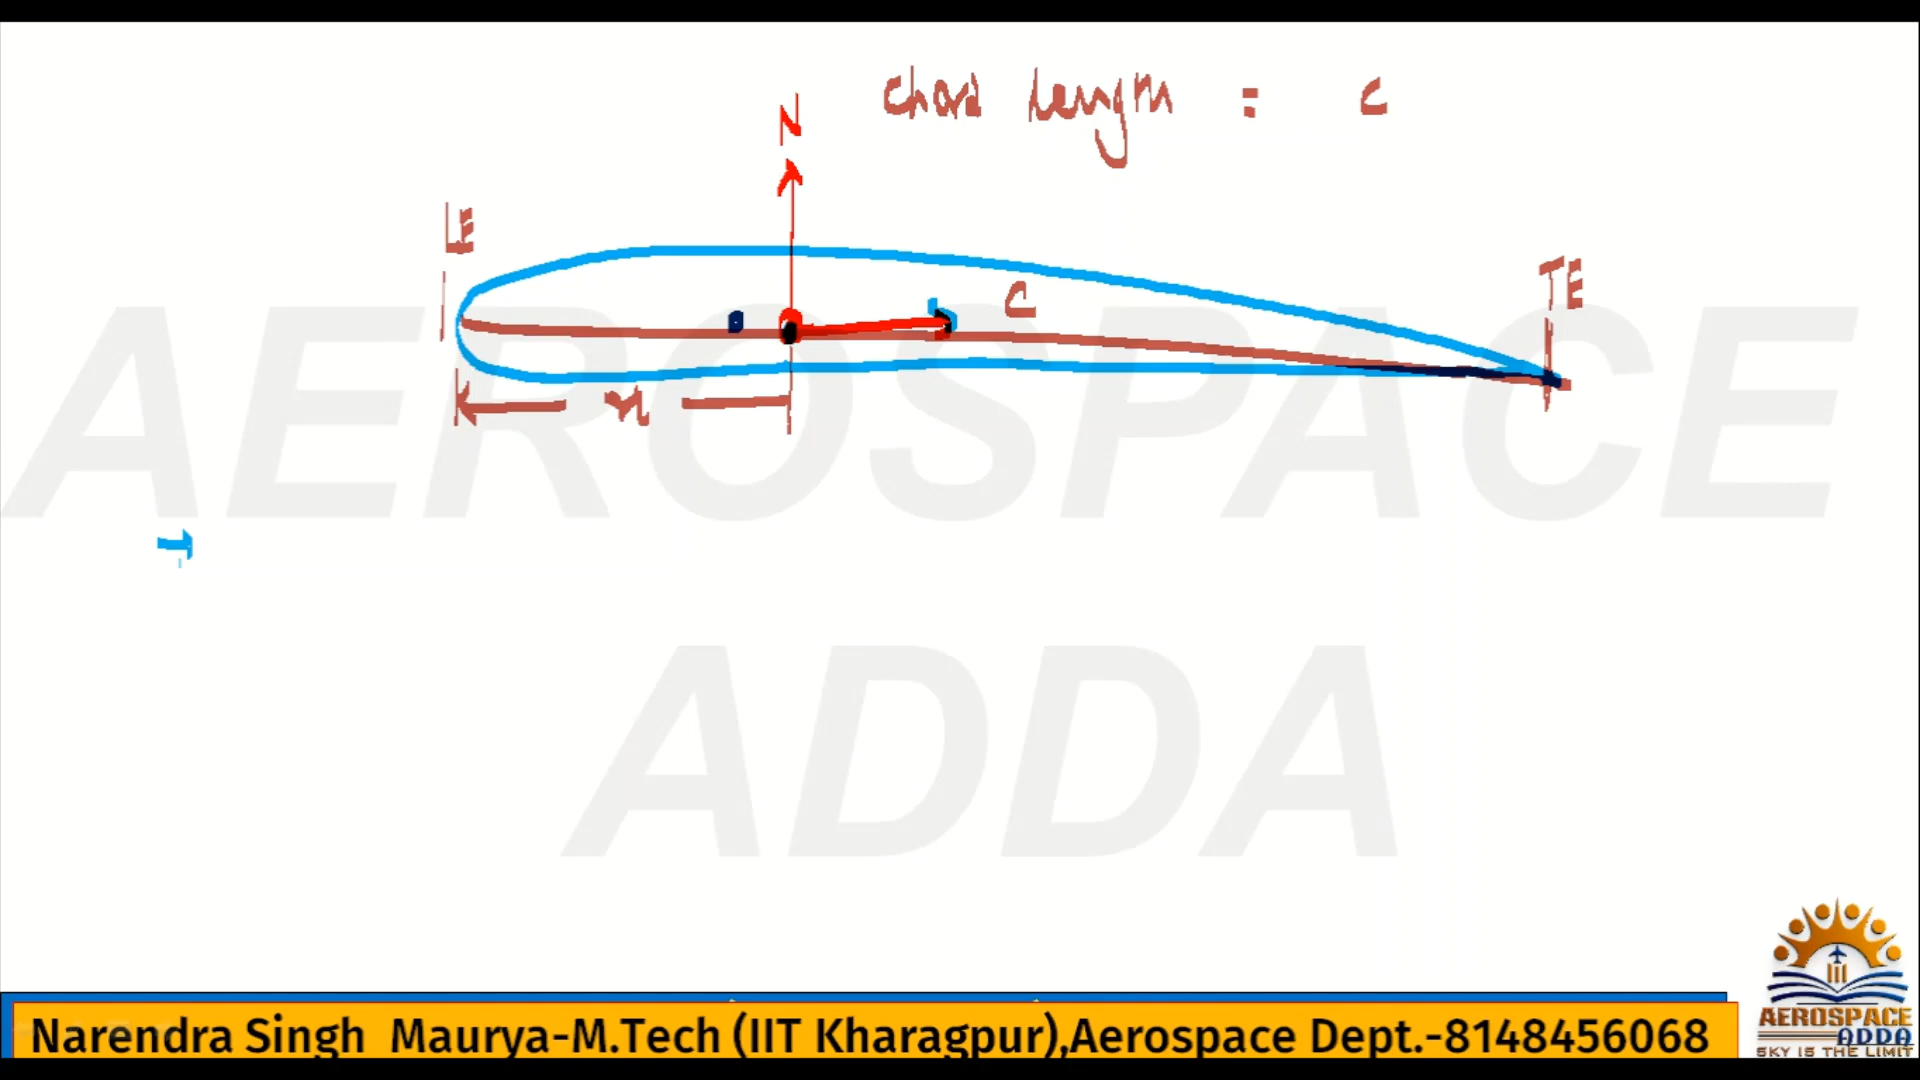 chord length = c
N
LE
TE
C
x
AEROSPACE
ADDA
Narendra Singh Maurya-M.Tech (IIT Kharagpur),Aerospace Dept.-8148456068
AEROSPACE
ADDA
SKY IS THE LIMIT